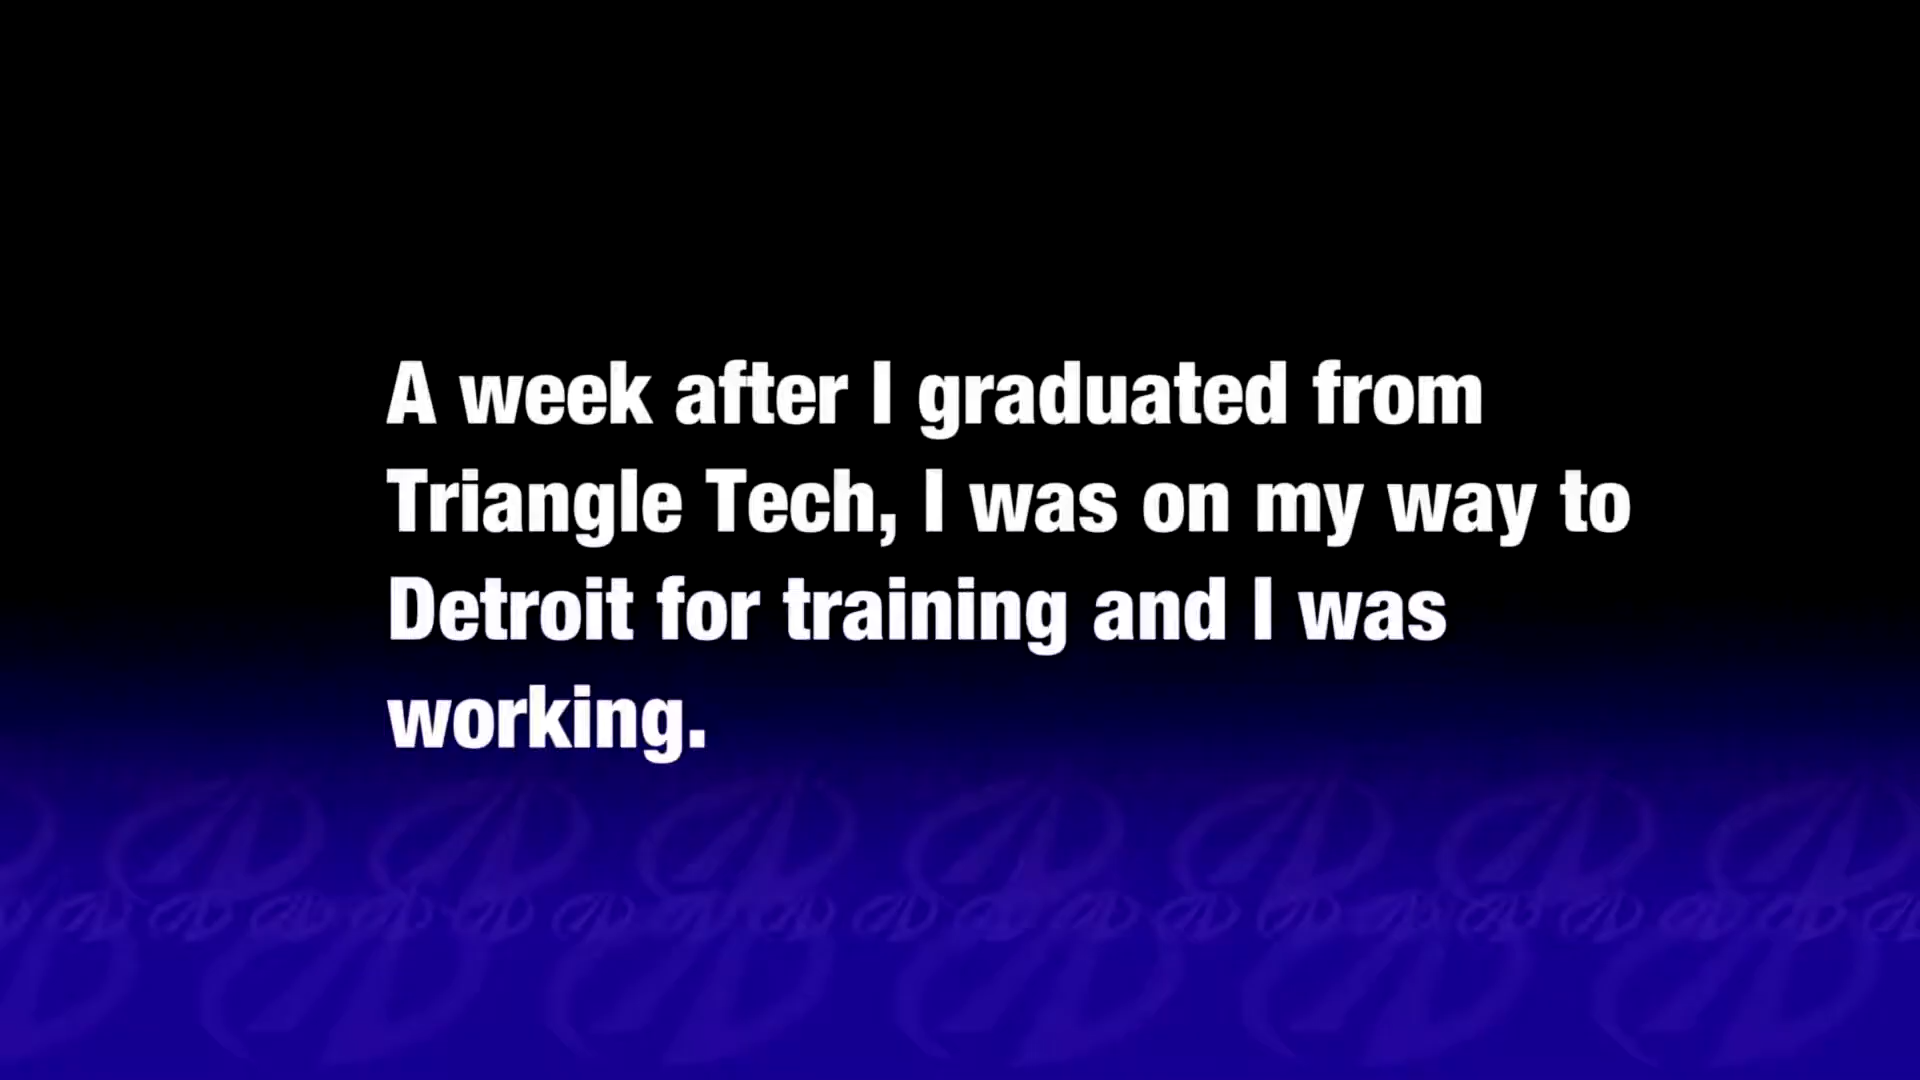 A week after I graduated from
Triangle Tech, I was on my way to
Detroit for training and I was
working.